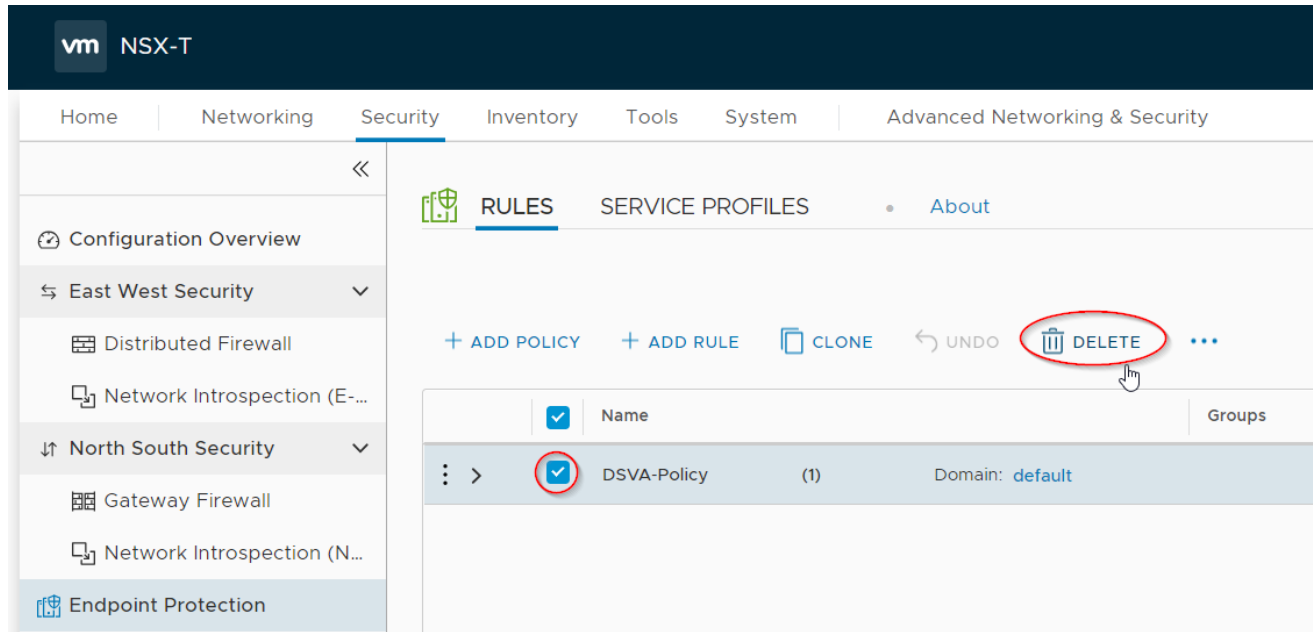 vm NSX-T
Home Networking Security Inventory Tools System Advanced Networking & Security
RULES SERVICE PROFILES About
Configuration Overview
East West Security
Distributed Firewall
Network Introspection (E-...
North South Security
Gateway Firewall
Network Introspection (N...
Endpoint Protection
+ ADD POLICY + ADD RULE CLONE UNDO DELETE ...
Name Groups
DSVA-Policy (1) Domain: default